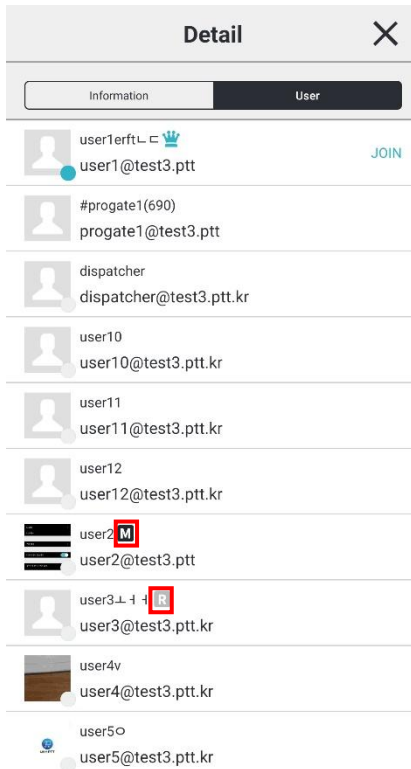 Detail
Information
User
user1erftㄴㄷ
user1@test3.ptt
JOIN
#progate1(690)
progate1@test3.ptt
dispatcher
dispatcher@test3.ptt.kr
user10
user10@test3.ptt.kr
user11
user11@test3.ptt.kr
user12
user12@test3.ptt.kr
user2 M
user2@test3.ptt
user3ㅗㅓㅕ R
user3@test3.ptt.kr
user4v
user4@test3.ptt.kr
user5ㅇ
user5@test3.ptt.kr